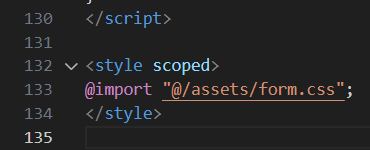 130 </script>
131
132 <style scoped>
133 @import "@/assets/form.css";
134 </style>
135